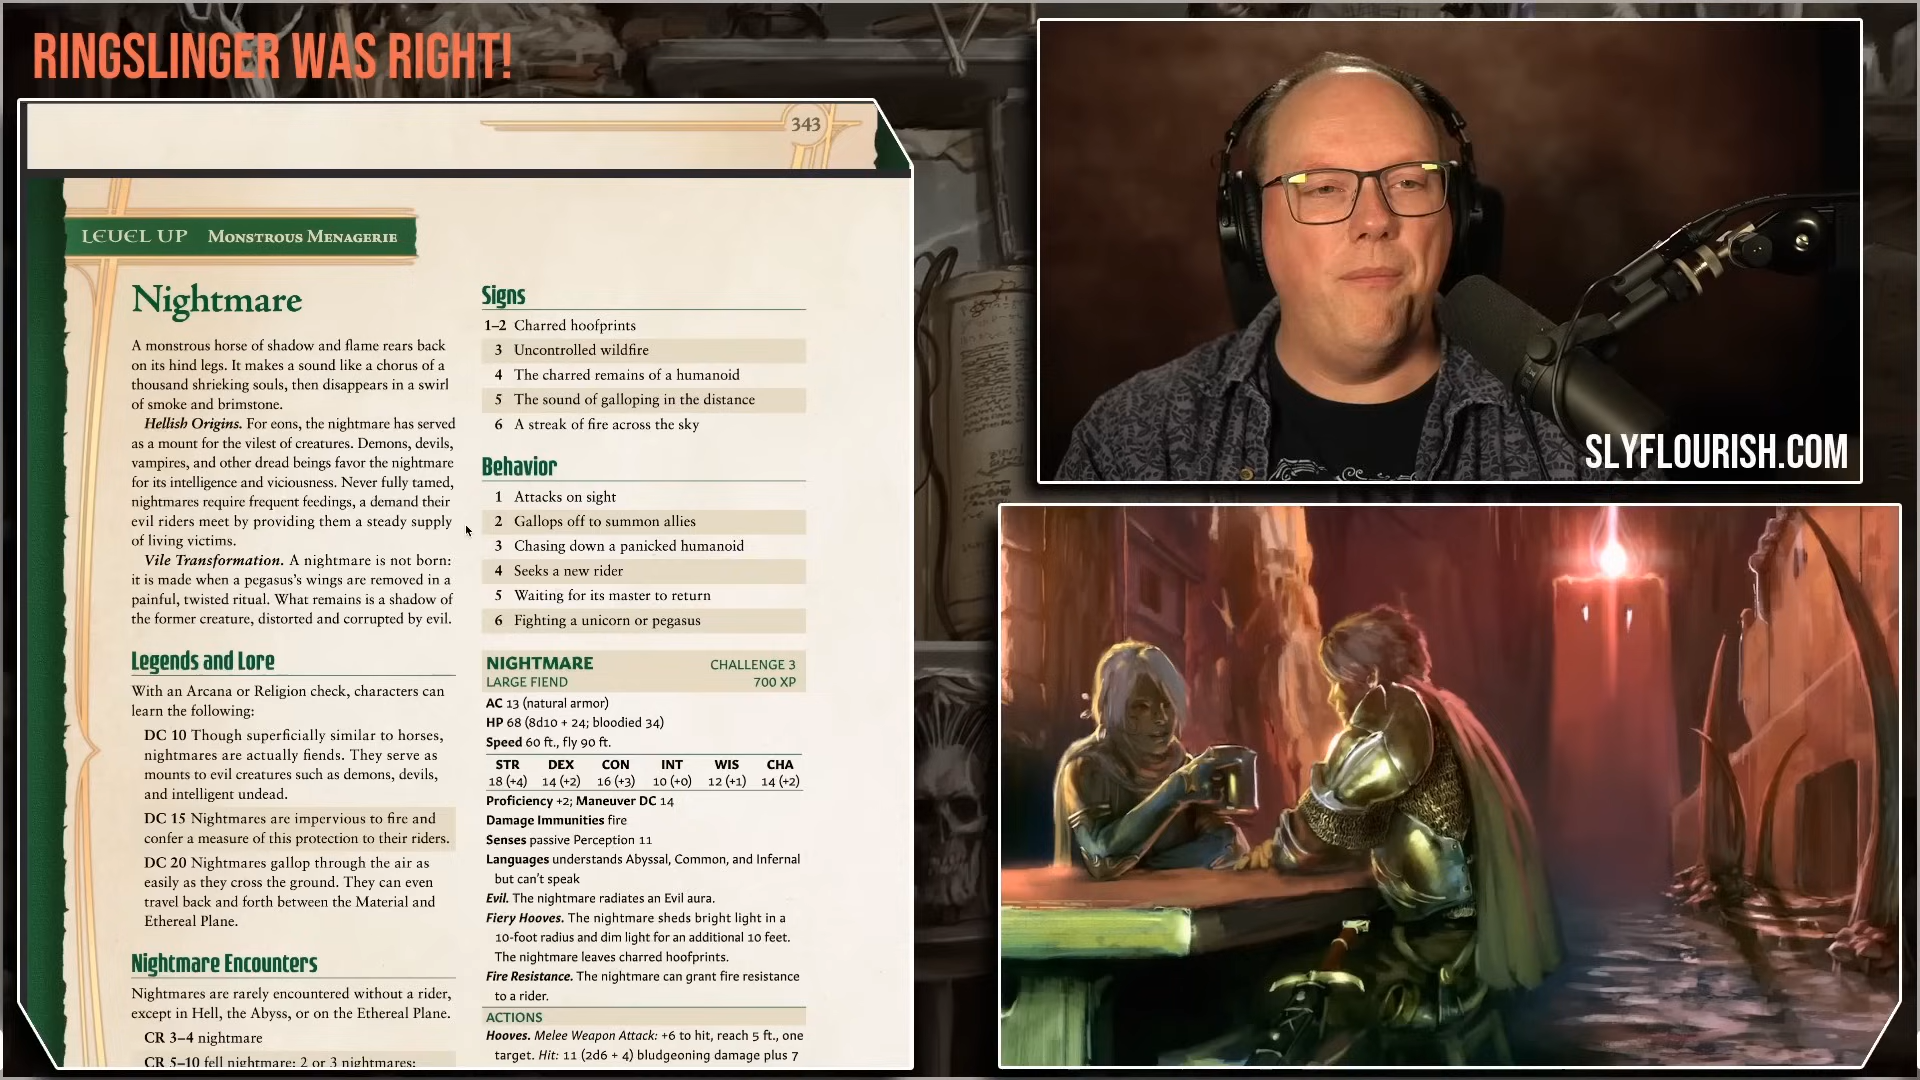 RINGSLINGER WAS RIGHT!
343
LEVEL UP MONSTROUS MENAGERIE
Nightmare
A monstrous horse of shadow and flame rears back
on its hind legs. It makes a sound like a chorus of a
thousand shrieking souls, then disappears in a swirl
of smoke and brimstone.
Hellish Origins. For eons, the nightmare has served
as a mount for the vilest of creatures. Demons, devils,
vampires, and other dread beings favor the nightmare
for its intelligence and viciousness. Never fully tamed,
nightmares require frequent feedings, a demand their
evil riders meet by providing them a steady supply
of living victims.
Vile Transformation. A nightmare is not born:
it is made when a pegasus's wings are removed in a
painful, twisted ritual. What remains is a shadow of
the former creature, distorted and corrupted by evil.
Legends and Lore
With an Arcana or Religion check, characters can
learn the following:
DC 10 Though superficially similar to horses,
nightmares are actually fiends. They serve as
mounts to evil creatures such as demons, devils,
and intelligent undead.
DC 15 Nightmares are impervious to fire and
confer a measure of this protection to their riders.
DC 20 Nightmares gallop through the air as
easily as they cross the ground. They can even
travel back and forth between the Material and
Ethereal Plane.
Nightmare Encounters
Nightmares are rarely encountered without a rider,
except in Hell, the Abyss, or on the Ethereal Plane.
CR 3–4 nightmare
CR 5–10 fell nightmare; 2 or 3 nightmares;
Signs
1–2 Charred hoofprints
3 Uncontrolled wildfire
4 The charred remains of a humanoid
5 The sound of galloping in the distance
6 A streak of fire across the sky
Behavior
1 Attacks on sight
2 Gallops off to summon allies
3 Chasing down a panicked humanoid
4 Seeks a new rider
5 Waiting for its master to return
6 Fighting a unicorn or pegasus
NIGHTMARE CHALLENGE 3
LARGE FIEND 700 XP
AC 13 (natural armor)
HP 68 (8d10 + 24; bloodied 34)
Speed 60 ft., fly 90 ft.
STR DEX CON INT WIS CHA
18 (+4) 14 (+2) 16 (+3) 10 (+0) 12 (+1) 14 (+2)
Proficiency +2; Maneuver DC 14
Damage Immunities fire
Senses passive Perception 11
Languages understands Abyssal, Common, and Infernal
but can't speak
Evil. The nightmare radiates an Evil aura.
Fiery Hooves. The nightmare sheds bright light in a
10-foot radius and dim light for an additional 10 feet.
The nightmare leaves charred hoofprints.
Fire Resistance. The nightmare can grant fire resistance
to a rider.
ACTIONS
Hooves. Melee Weapon Attack: +6 to hit, reach 5 ft., one
target. Hit: 11 (2d6 + 4) bludgeoning damage plus 7
SLYFLOURISH.COM